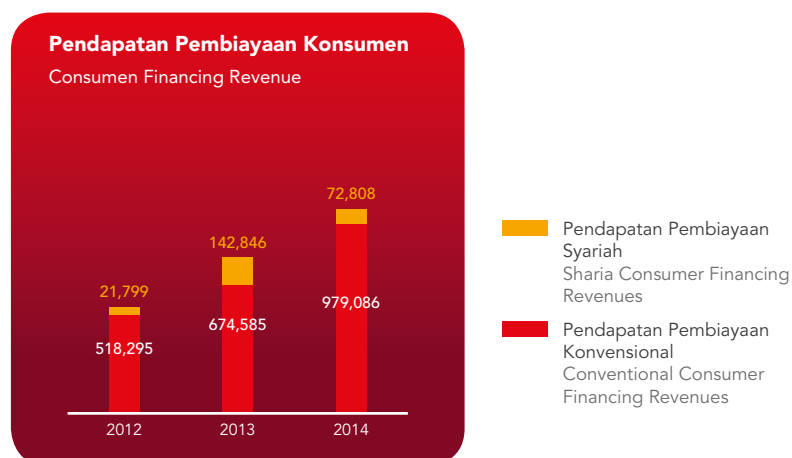 Pendapatan Pembiayaan Konsumen
Consumen Financing Revenue
72,808
142,846
21,799
979,086
674,585
518,295
2012
2013
2014
Pendapatan Pembiayaan
Syariah
Sharia Consumer Financing
Revenues
Pendapatan Pembiayaan
Konvensional
Conventional Consumer
Financing Revenues